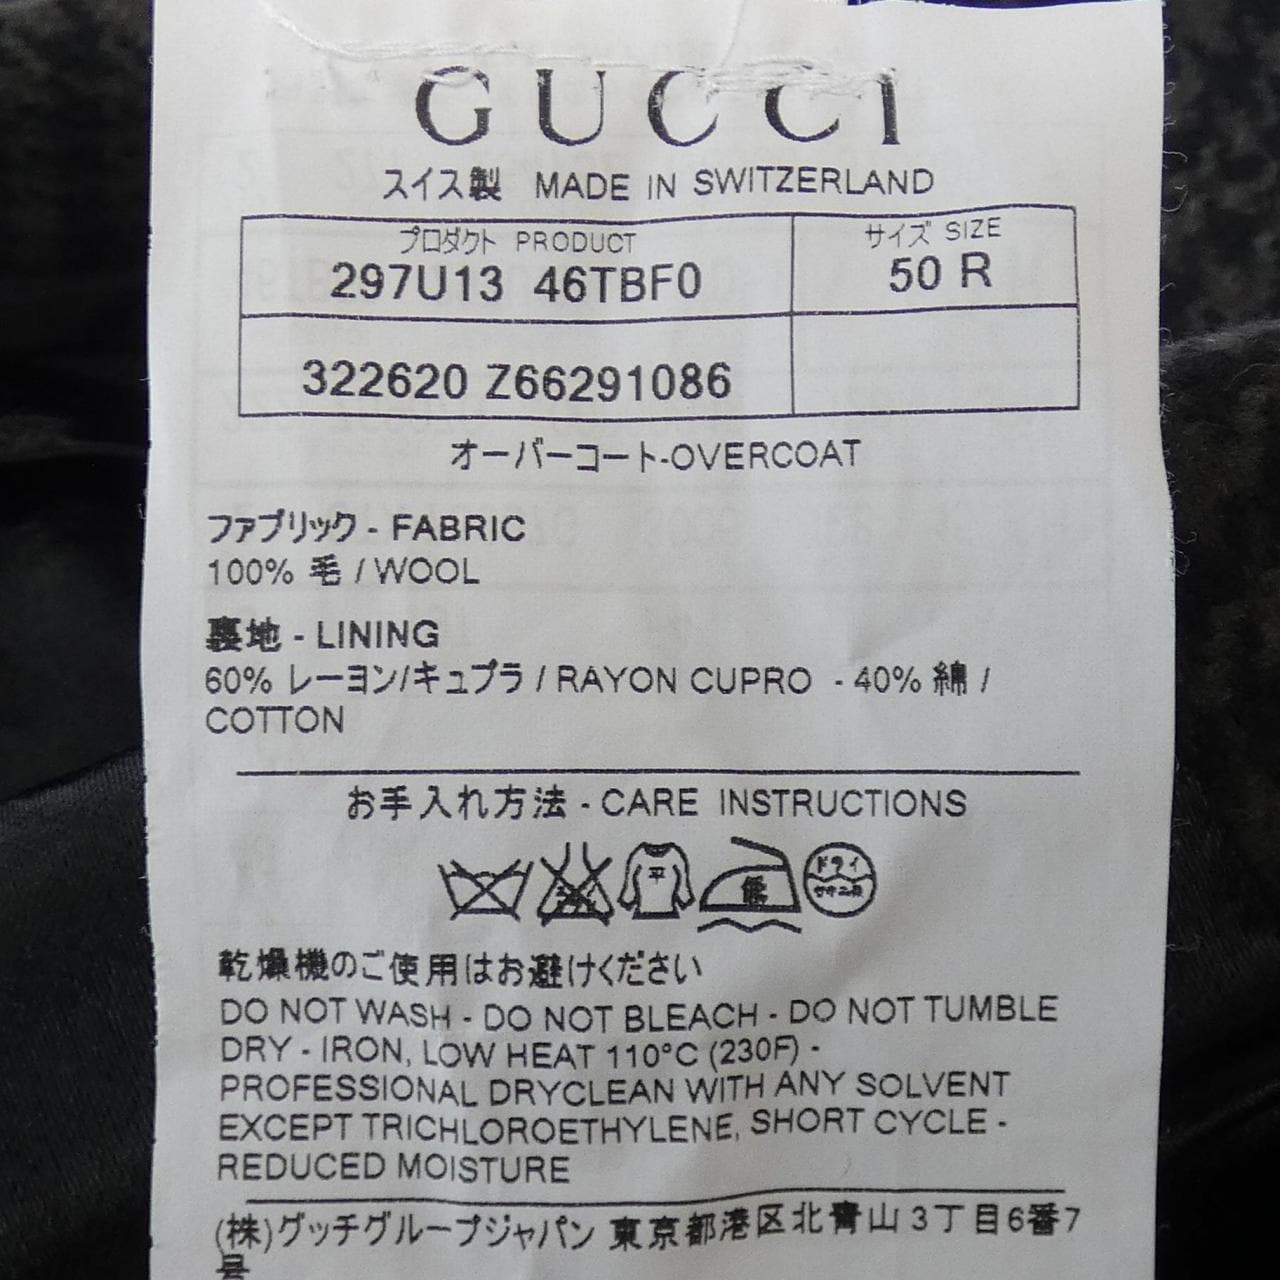 GUCCI
スイス製 MADE IN SWITZERLAND
プロダクト PRODUCT
297U13 46TBF0
サイズ SIZE
50 R
322620 Z66291086
オーバーコート-OVERCOAT
ファブリック - FABRIC
100% 毛 / WOOL
裏地 - LINING
60% レーヨン/キュプラ / RAYON CUPRO - 40% 綿 /
COTTON
お手入れ方法 - CARE INSTRUCTIONS
平
低
ドライ
乾燥機のご使用はお避けください
DO NOT WASH - DO NOT BLEACH - DO NOT TUMBLE
DRY - IRON, LOW HEAT 110°C (230F) -
PROFESSIONAL DRYCLEAN WITH ANY SOLVENT
EXCEPT TRICHLOROETHYLENE, SHORT CYCLE -
REDUCED MOISTURE
(株)グッチグループジャパン 東京都港区北青山3丁目6番7
号